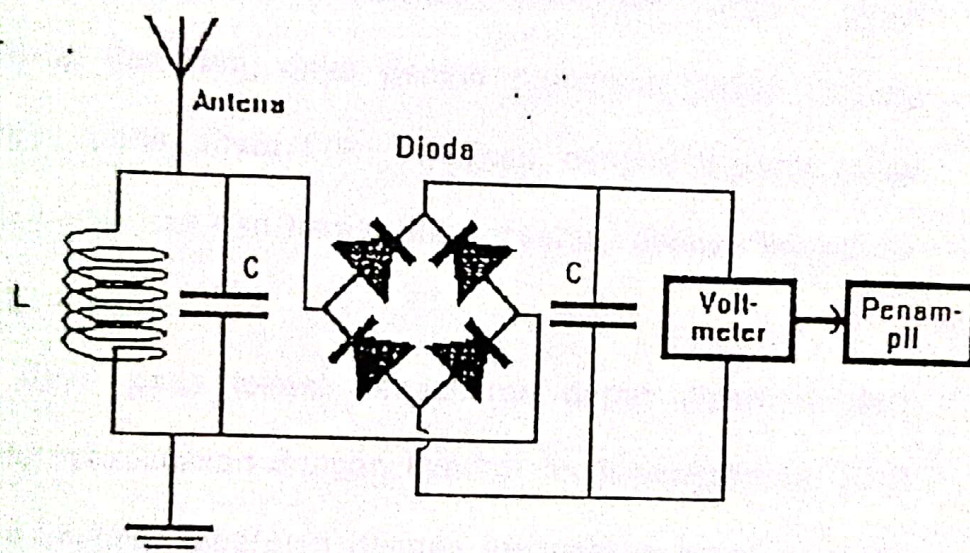 Antena
Dioda
L
C
C
Volt-
meter
Penam-
pil